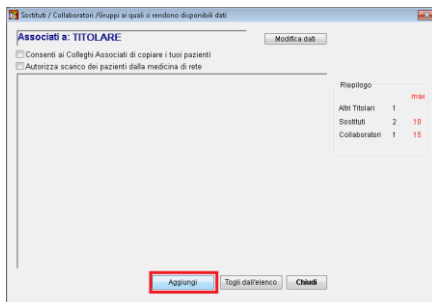 Sostituti / Collaboratori /Gruppi ai quali si rendono disponibili dati
Associati a: TITOLARE
Modifica dati
Consenti ai Colleghi Associati di copiare i tuoi pazienti
Autorizza scarico dei pazienti dalla medicina di rete
Riepilogo
max
Altri Titolari 1
Sostituti 2 10
Collaboratori 1 15
Aggiungi
Togli dall'elenco
Chiudi